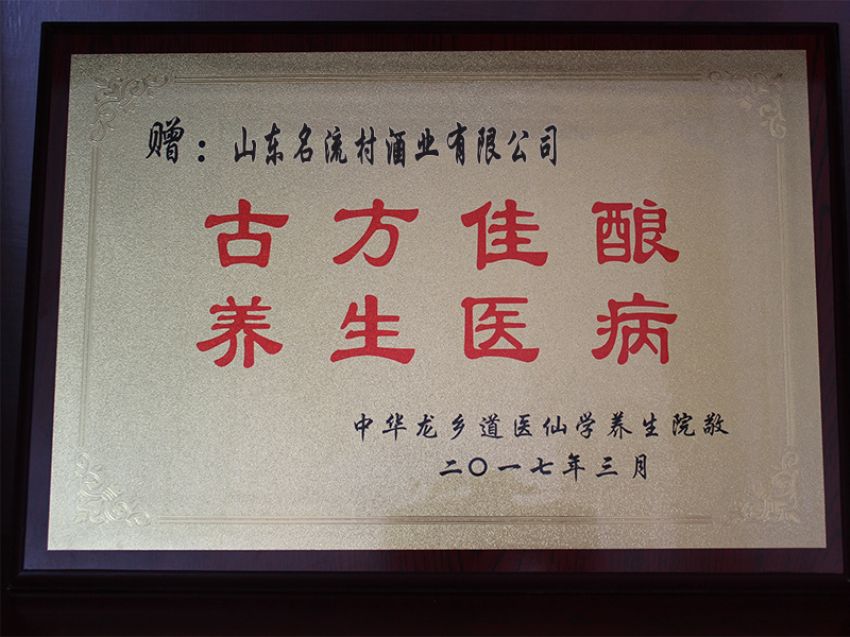 赠：山东名流村酒业有限公司
古方佳酿
养生医病
中华龙乡道医仙学养生院敬
二〇一七年三月